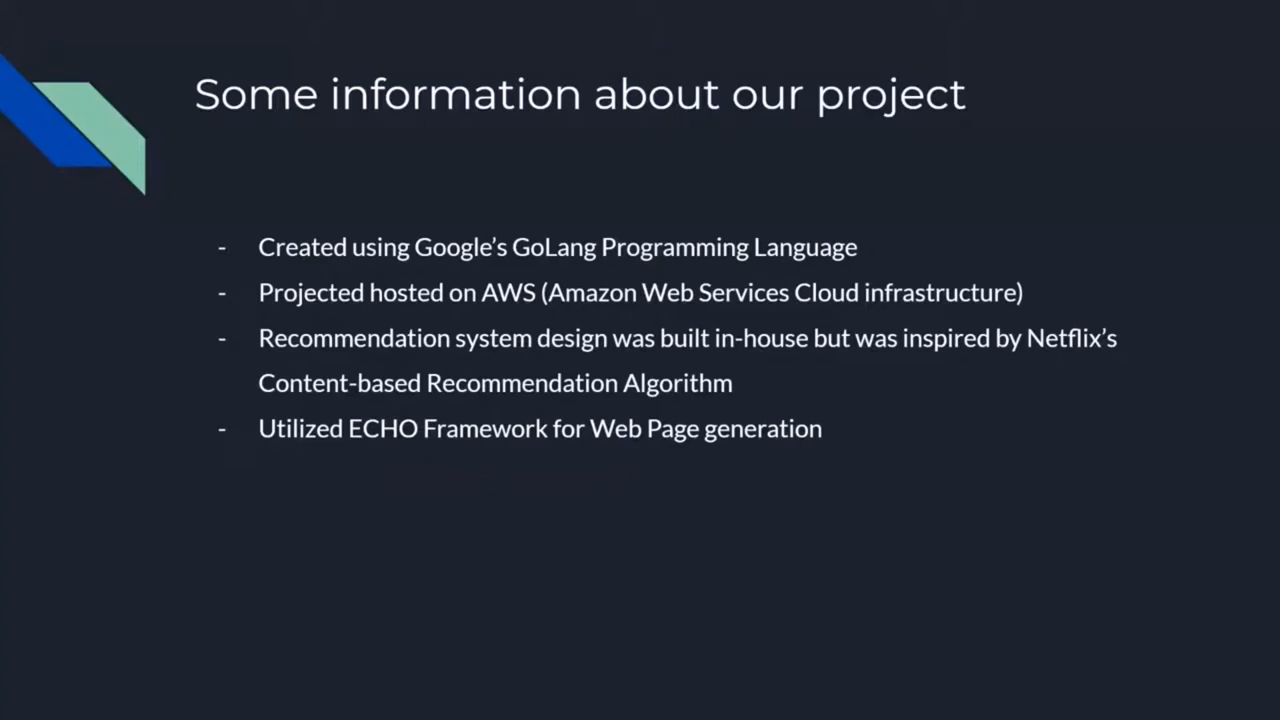 Some information about our project
- Created using Google’s GoLang Programming Language
- Projected hosted on AWS (Amazon Web Services Cloud infrastructure)
- Recommendation system design was built in-house but was inspired by Netflix’s
Content-based Recommendation Algorithm
- Utilized ECHO Framework for Web Page generation